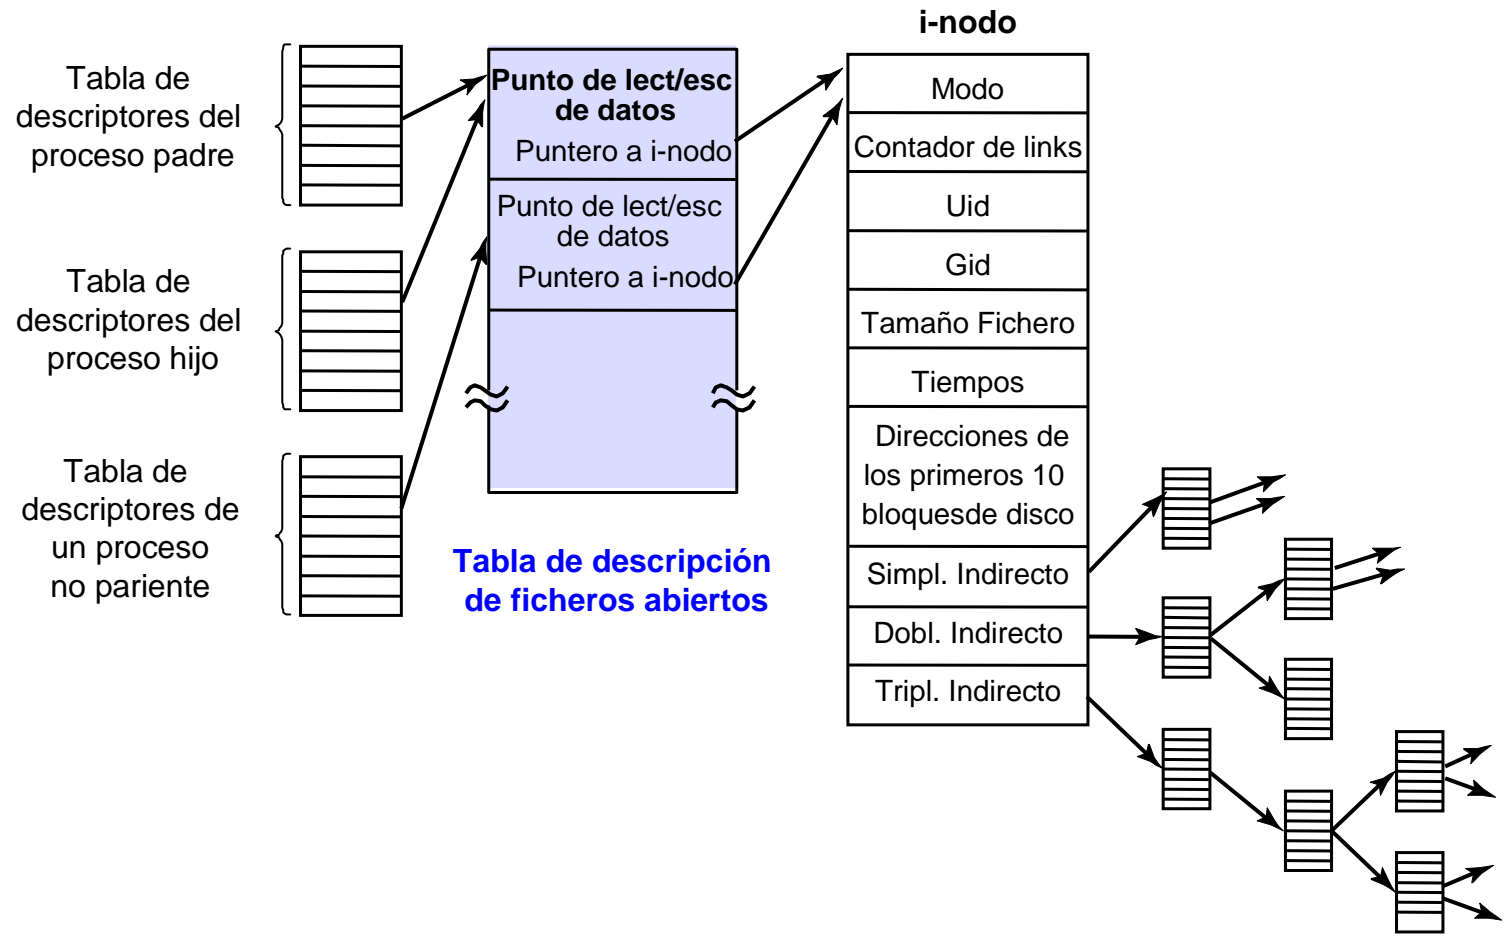 i-nodo
Tabla de
descriptores del
proceso padre
Tabla de
descriptores del
proceso hijo
Tabla de
descriptores de
un proceso
no pariente
Punto de lect/esc
de datos
Puntero a i-nodo
Punto de lect/esc
de datos
Puntero a i-nodo
Tabla de descripción
de ficheros abiertos
Modo
Contador de links
Uid
Gid
Tamaño Fichero
Tiempos
Direcciones de
los primeros 10
bloquesde disco
Simpl. Indirecto
Dobl. Indirecto
Tripl. Indirecto